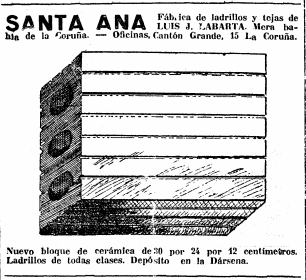 SANTA ANA Fábrica de ladrillos y tejas de
LUIS J. LABARTA. Mera ba-
hía de la Coruña. — Oficinas, Cantón Grande, 15 La Coruña.
Nuevo bloque de cerámica de 30 por 24 por 12 centímetros.
Ladrillos de todas clases. Depósito en la Dársena.